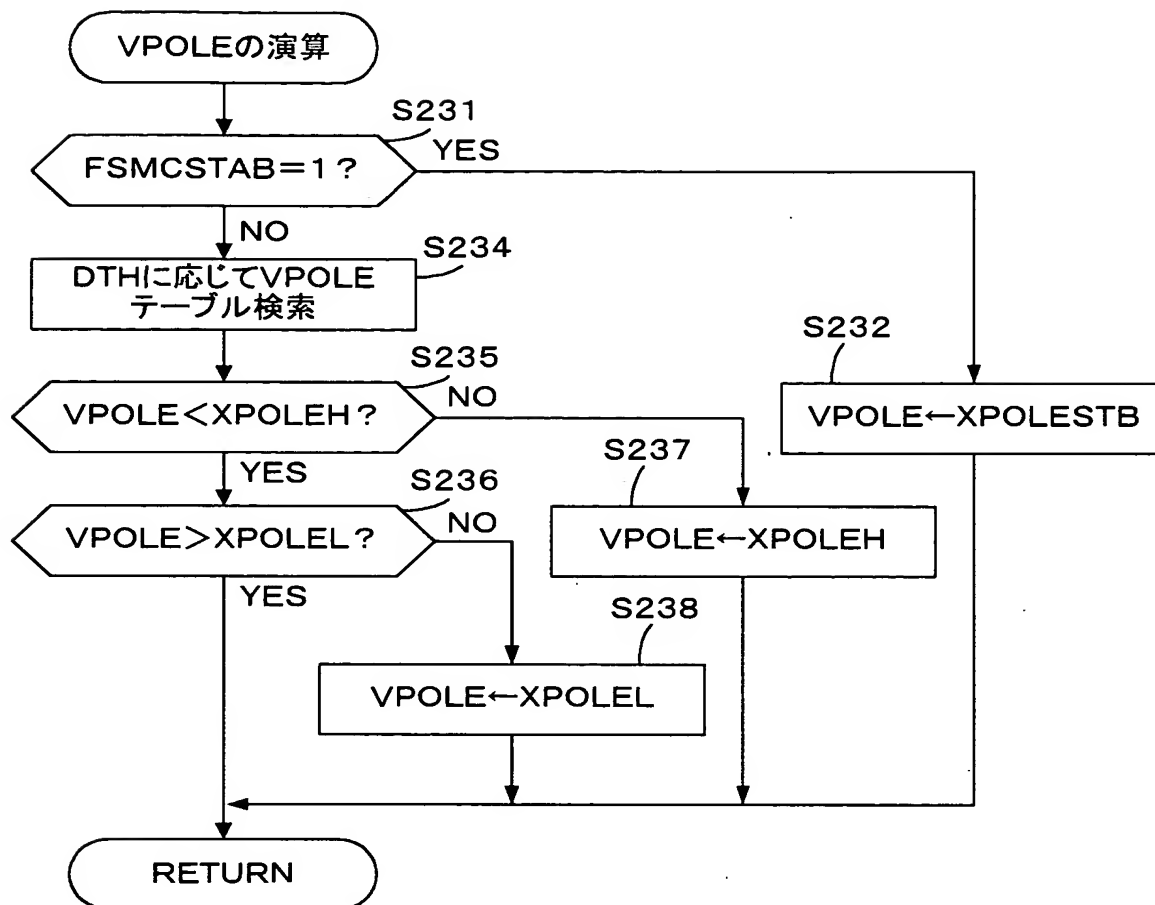 VPOLEの演算
S231
FSMCSTAB=1?
YES
NO
S234
DTHに応じてVPOLE
テーブル検索
S232
VPOLE←XPOLESTB
S235
VPOLE<XPOLEH?
NO
YES
S237
VPOLE←XPOLEH
S236
VPOLE>XPOLEL?
NO
YES
S238
VPOLE←XPOLEL
RETURN